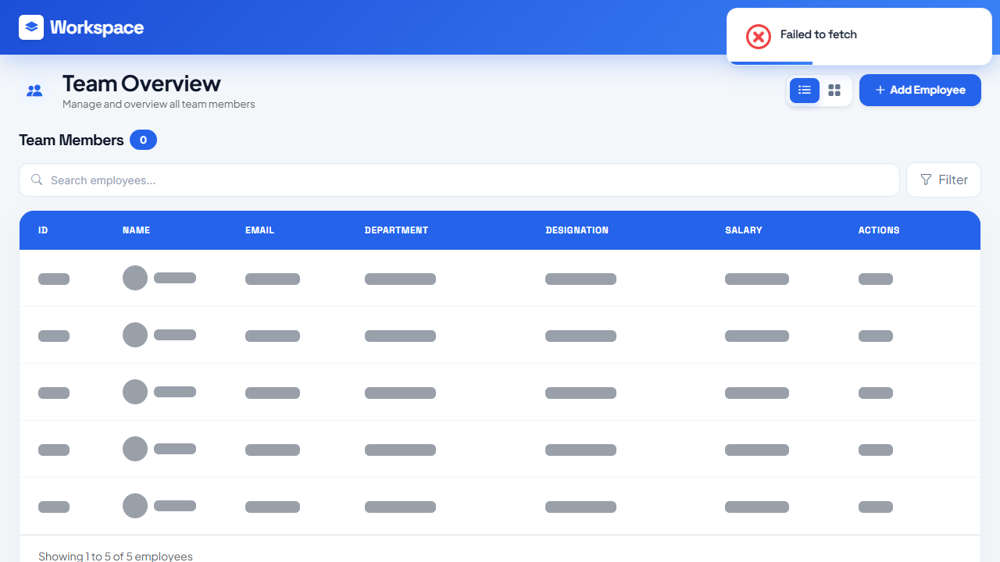 Workspace
Failed to fetch
Team Overview
Manage and overview all team members
Add Employee
Team Members 0
Search employees...
Filter
ID NAME EMAIL DEPARTMENT DESIGNATION SALARY ACTIONS
Showing 1 to 5 of 5 employees